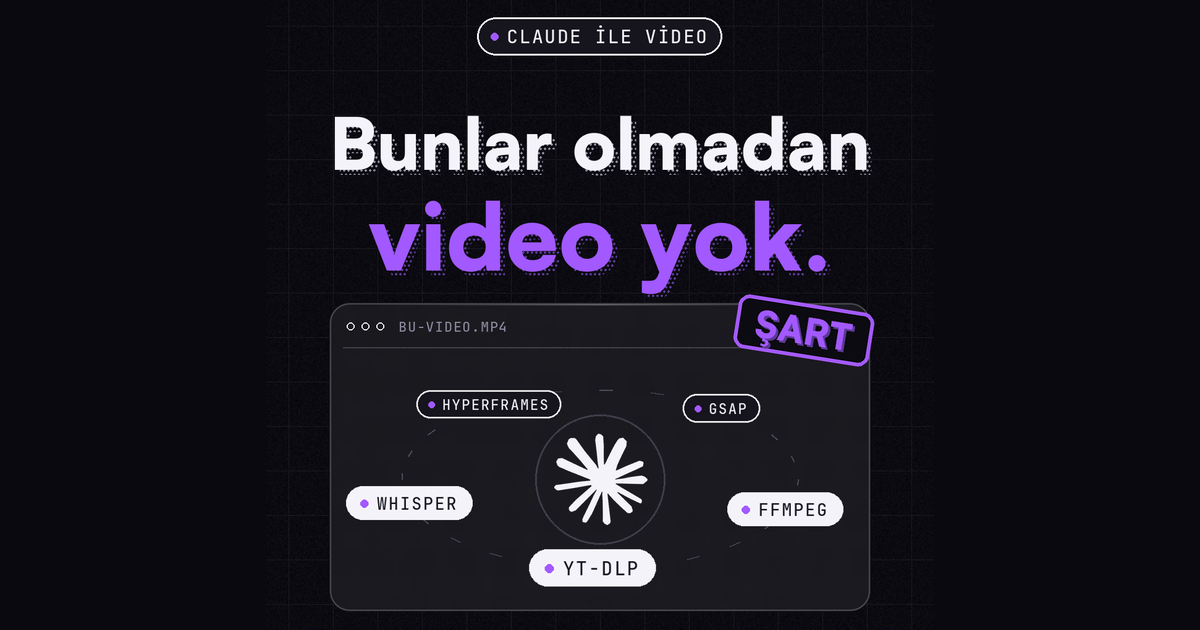 CLAUDE İLE VİDEO
Bunlar olmadan
video yok.
BU-VIDEO.MP4
ŞART
HYPERFRAMES
GSAP
WHISPER
FFMPEG
YT-DLP